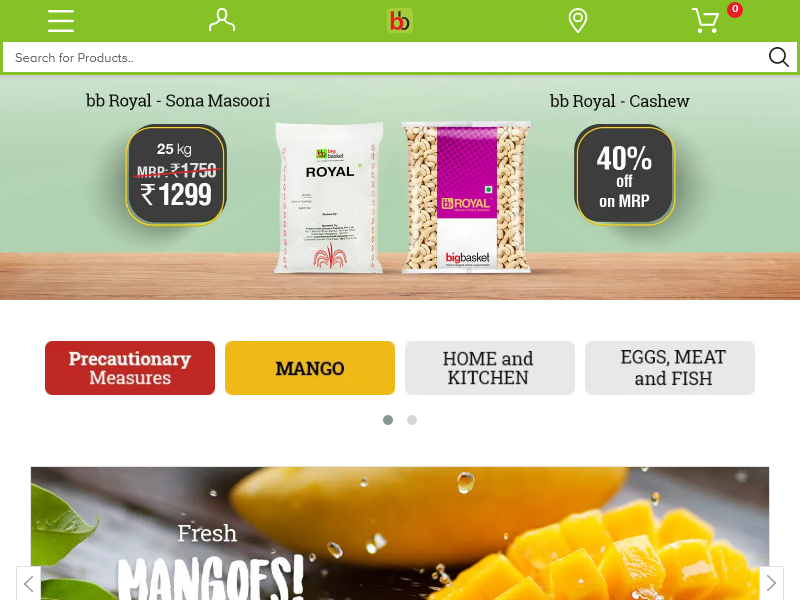 bb
0
Search for Products..
bb Royal - Sona Masoori
bb Royal - Cashew
25 kg
MRP: ₹1750
₹1299
big
basket
ROYAL
bb ROYAL
bigbasket
40%
off
on MRP
Precautionary
Measures
MANGO
HOME and
KITCHEN
EGGS, MEAT
and FISH
Fresh
MANGOES!